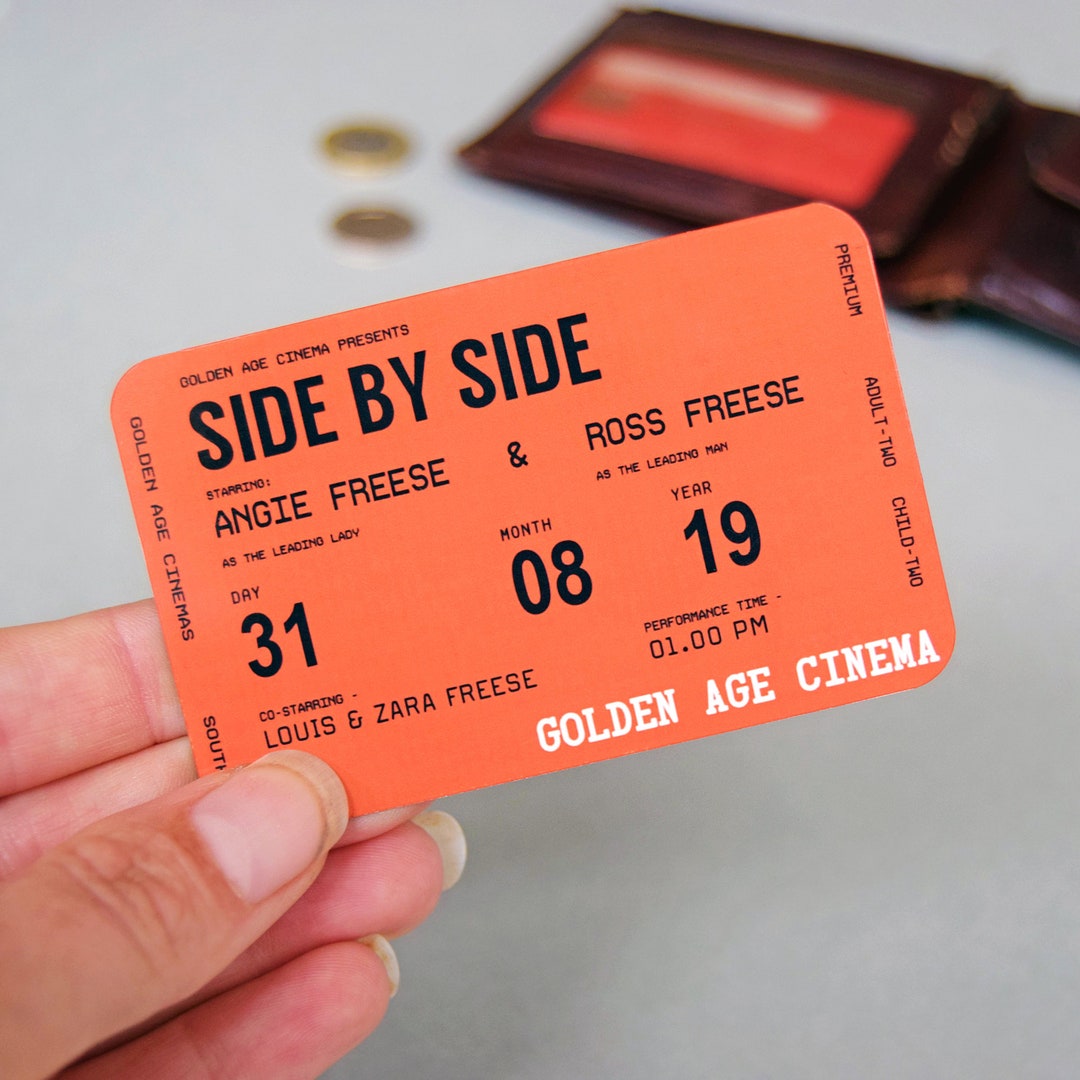 GOLDEN AGE CINEMA PRESENTS
SIDE BY SIDE
STARRING:
ANGIE FREESE & ROSS FREESE
AS THE LEADING LADY
AS THE LEADING MAN
DAY
MONTH
YEAR
31
08
19
PERFORMANCE TIME -
01.00 PM
CO-STARRING -
LOUIS & ZARA FREESE
GOLDEN AGE CINEMA
GOLDEN AGE CINEMAS
PREMIUM
ADULT-TWO
CHILD-TWO